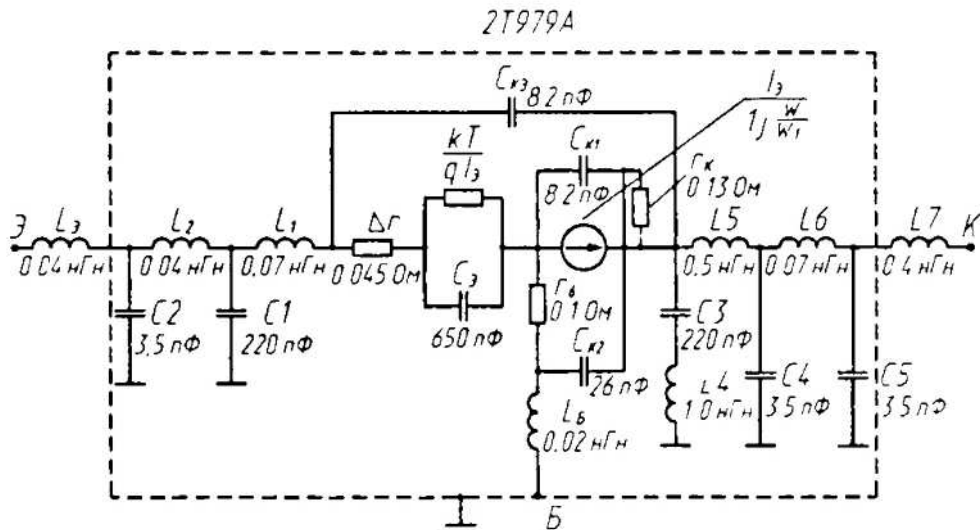 2Т979А
Cкэ
8.2 пФ
Iэ
1j w/w₁
kT
qIэ
Cк1
8.2 пФ
rк
0.13 Ом
Э
Lэ
0.04 нГн
L2
0.04 нГн
L1
0.07 нГн
Δr
0.045 Ом
Cэ
650 пФ
L5
0.5 нГн
L6
0.07 нГн
L7
0.4 нГн
К
C2
3,5 пФ
C1
220 пФ
rб
0.1 Ом
Cк2
26 пФ
C3
220 пФ
L4
1.0 нГн
C4
3.5 пФ
C5
3.5 пФ
Lб
0.02 нГн
Б